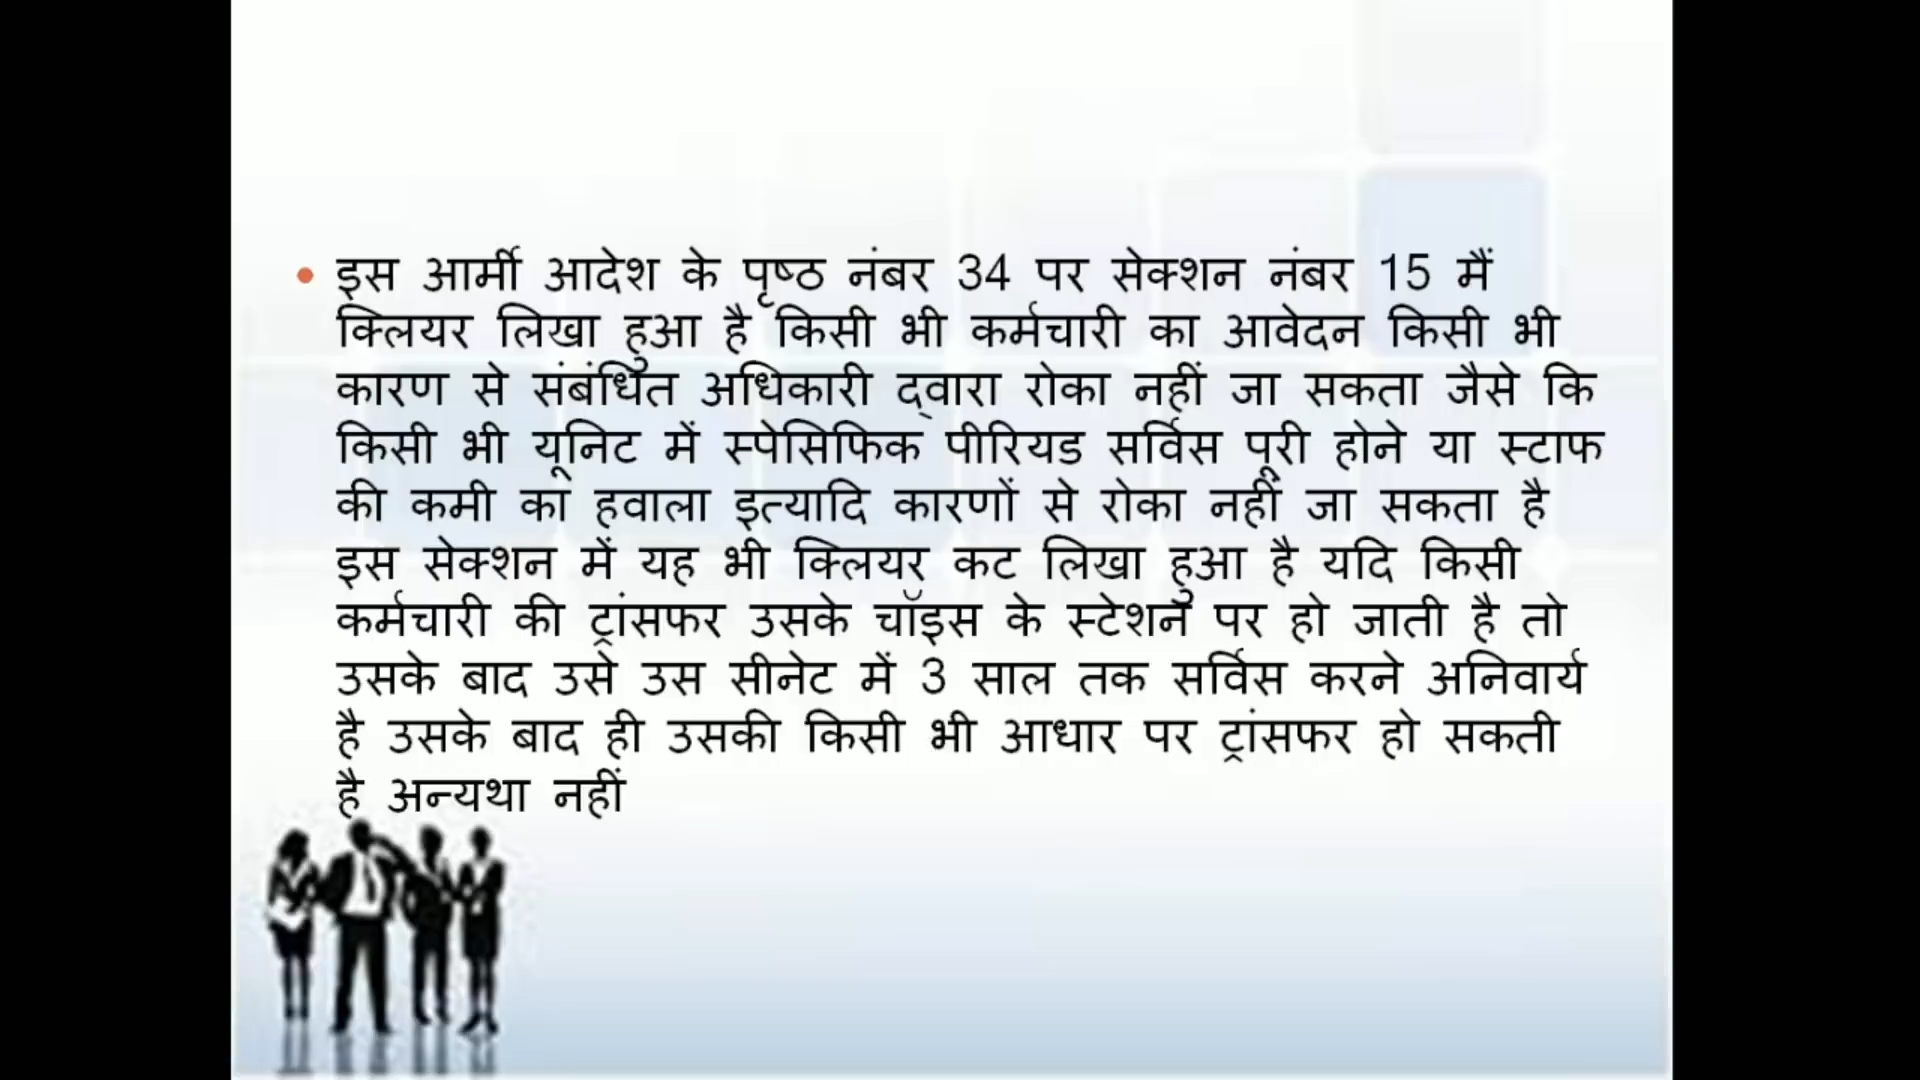 • इस आर्मी आदेश के पृष्ठ नंबर 34 पर सेक्शन नंबर 15 मैं
क्लियर लिखा हुआ है किसी भी कर्मचारी का आवेदन किसी भी
कारण से संबंधित अधिकारी द्वारा रोका नहीं जा सकता जैसे कि
किसी भी यूनिट में स्पेसिफिक पीरियड सर्विस पूरी होने या स्टाफ
की कमी का हवाला इत्यादि कारणों से रोका नहीं जा सकता है
इस सेक्शन में यह भी क्लियर कट लिखा हुआ है यदि किसी
कर्मचारी की ट्रांसफर उसके चॉइस के स्टेशन पर हो जाती है तो
उसके बाद उसे उस सीनेट में 3 साल तक सर्विस करने अनिवार्य
है उसके बाद ही उसकी किसी भी आधार पर ट्रांसफर हो सकती
है अन्यथा नहीं